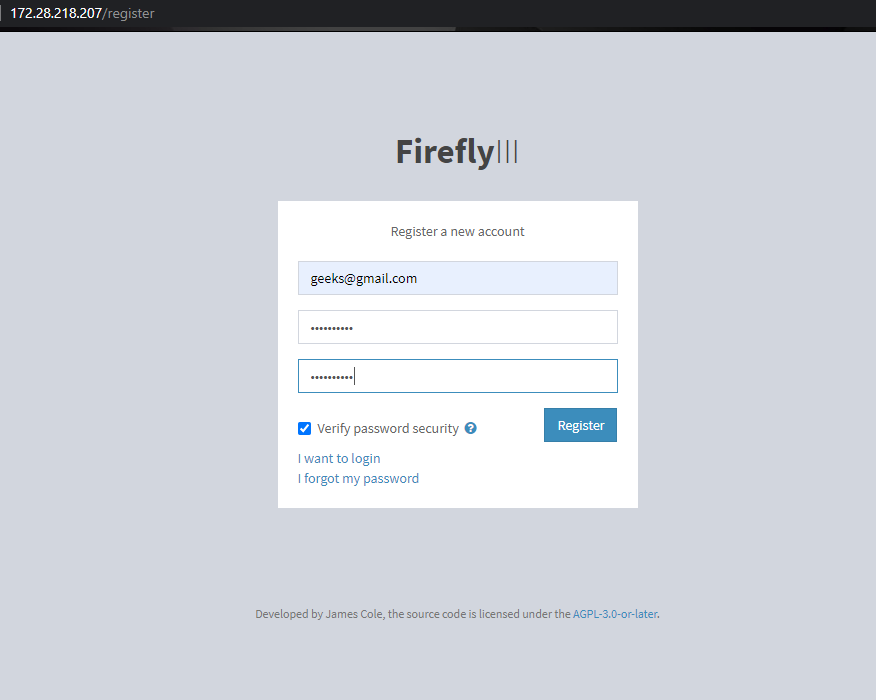 172.28.218.207/register
FireflyIII
Register a new account
geeks@gmail.com
••••••••••
••••••••••
Verify password security
Register
I want to login
I forgot my password
Developed by James Cole, the source code is licensed under the AGPL-3.0-or-later.